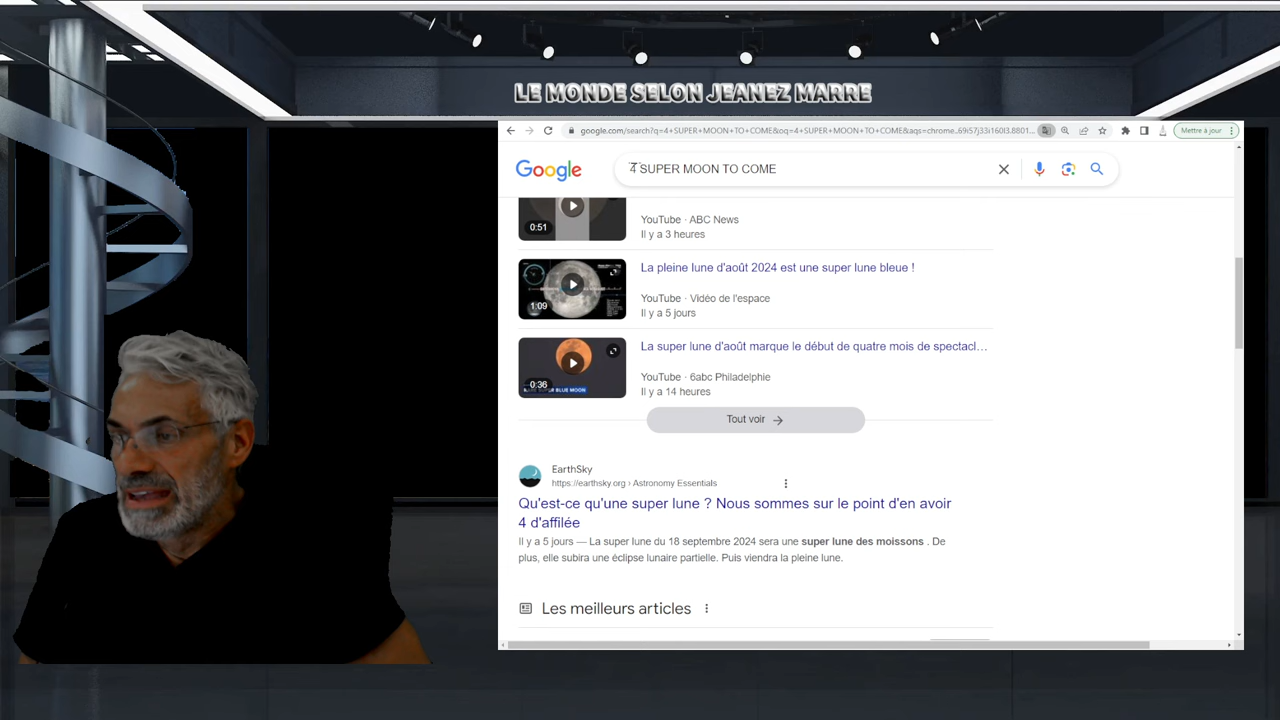 LE MONDE SELON JEANEZ MARRE
google.com/search?q=4+SUPER+MOON+TO+COME&oq=4+SUPER+MOON+TO+COME&aqs=chrome..69i57j33i160l3.8801...
Mettre à jour
Google
4 SUPER MOON TO COME
0:51
YouTube · ABC News
Il y a 3 heures
La pleine lune d'août 2024 est une super lune bleue !
1:09
YouTube · Vidéo de l'espace
Il y a 5 jours
La super lune d'août marque le début de quatre mois de spectacl...
0:36
SUPER BLUE MOON
YouTube · 6abc Philadelphie
Il y a 14 heures
Tout voir
EarthSky
https://earthsky.org › Astronomy Essentials
Qu'est-ce qu'une super lune ? Nous sommes sur le point d'en avoir
4 d'affilée
Il y a 5 jours — La super lune du 18 septembre 2024 sera une super lune des moissons . De
plus, elle subira une éclipse lunaire partielle. Puis viendra la pleine lune.
Les meilleurs articles